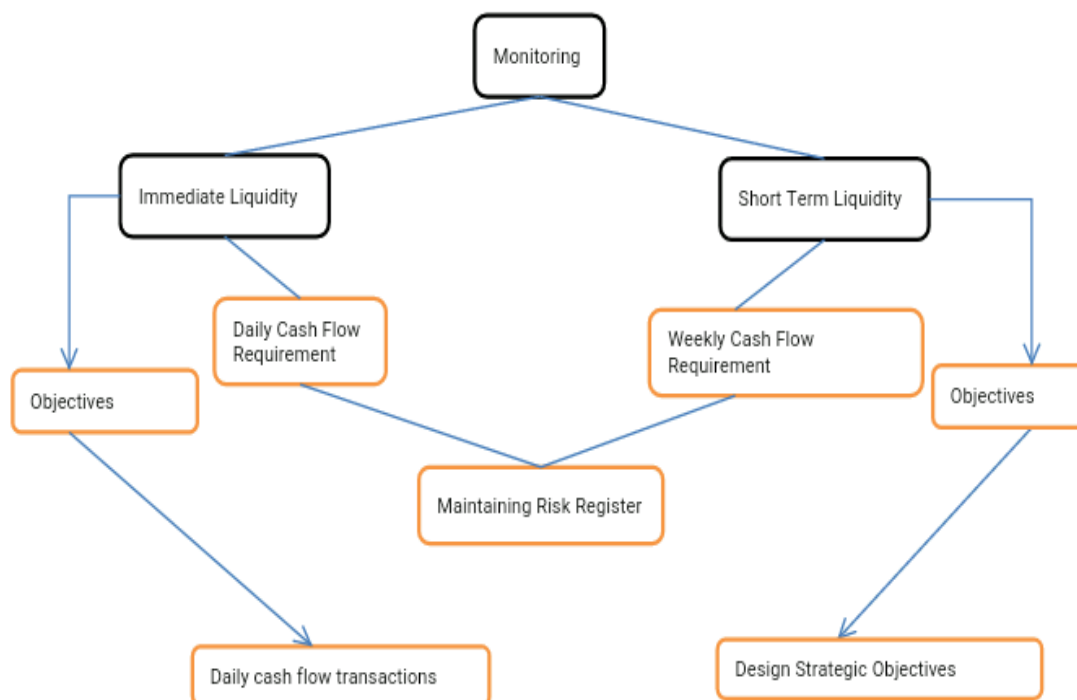 Monitoring
Immediate Liquidity
Short Term Liquidity
Daily Cash Flow
Requirement
Weekly Cash Flow
Requirement
Objectives
Objectives
Maintaining Risk Register
Daily cash flow transactions
Design Strategic Objectives